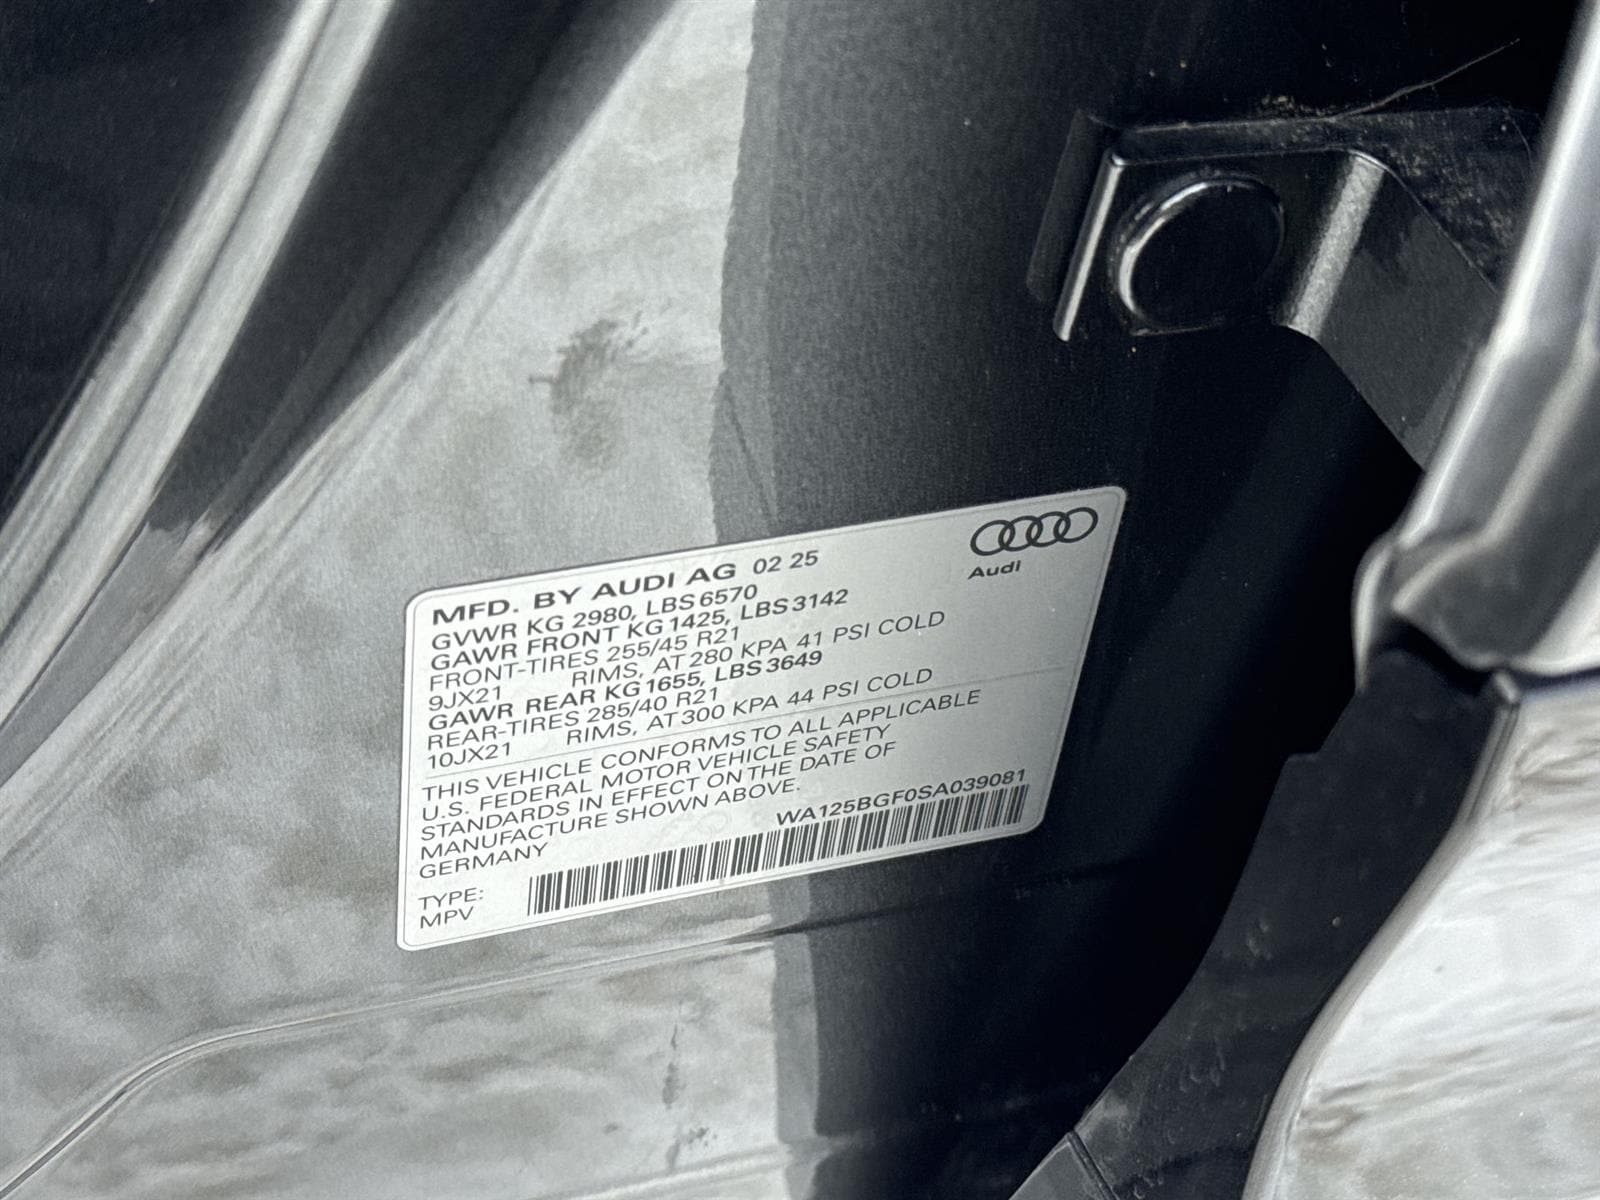 MFD. BY AUDI AG 02 25
Audi
GVWR KG 2980, LBS 6570
GAWR FRONT KG 1425, LBS 3142
FRONT-TIRES 255/45 R21
9JX21 RIMS, AT 280 KPA 41 PSI COLD
GAWR REAR KG 1655, LBS 3649
REAR-TIRES 285/40 R21
10JX21 RIMS, AT 300 KPA 44 PSI COLD
THIS VEHICLE CONFORMS TO ALL APPLICABLE
U.S. FEDERAL MOTOR VEHICLE SAFETY
STANDARDS IN EFFECT ON THE DATE OF
MANUFACTURE SHOWN ABOVE.
GERMANY
WA125BGF0SA039081
TYPE:
MPV